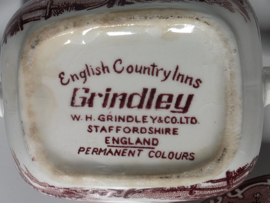 English Country Inns
Grindley
W.H. GRINDLEY & CO. LTD.
STAFFORDSHIRE
ENGLAND
PERMANENT COLOURS